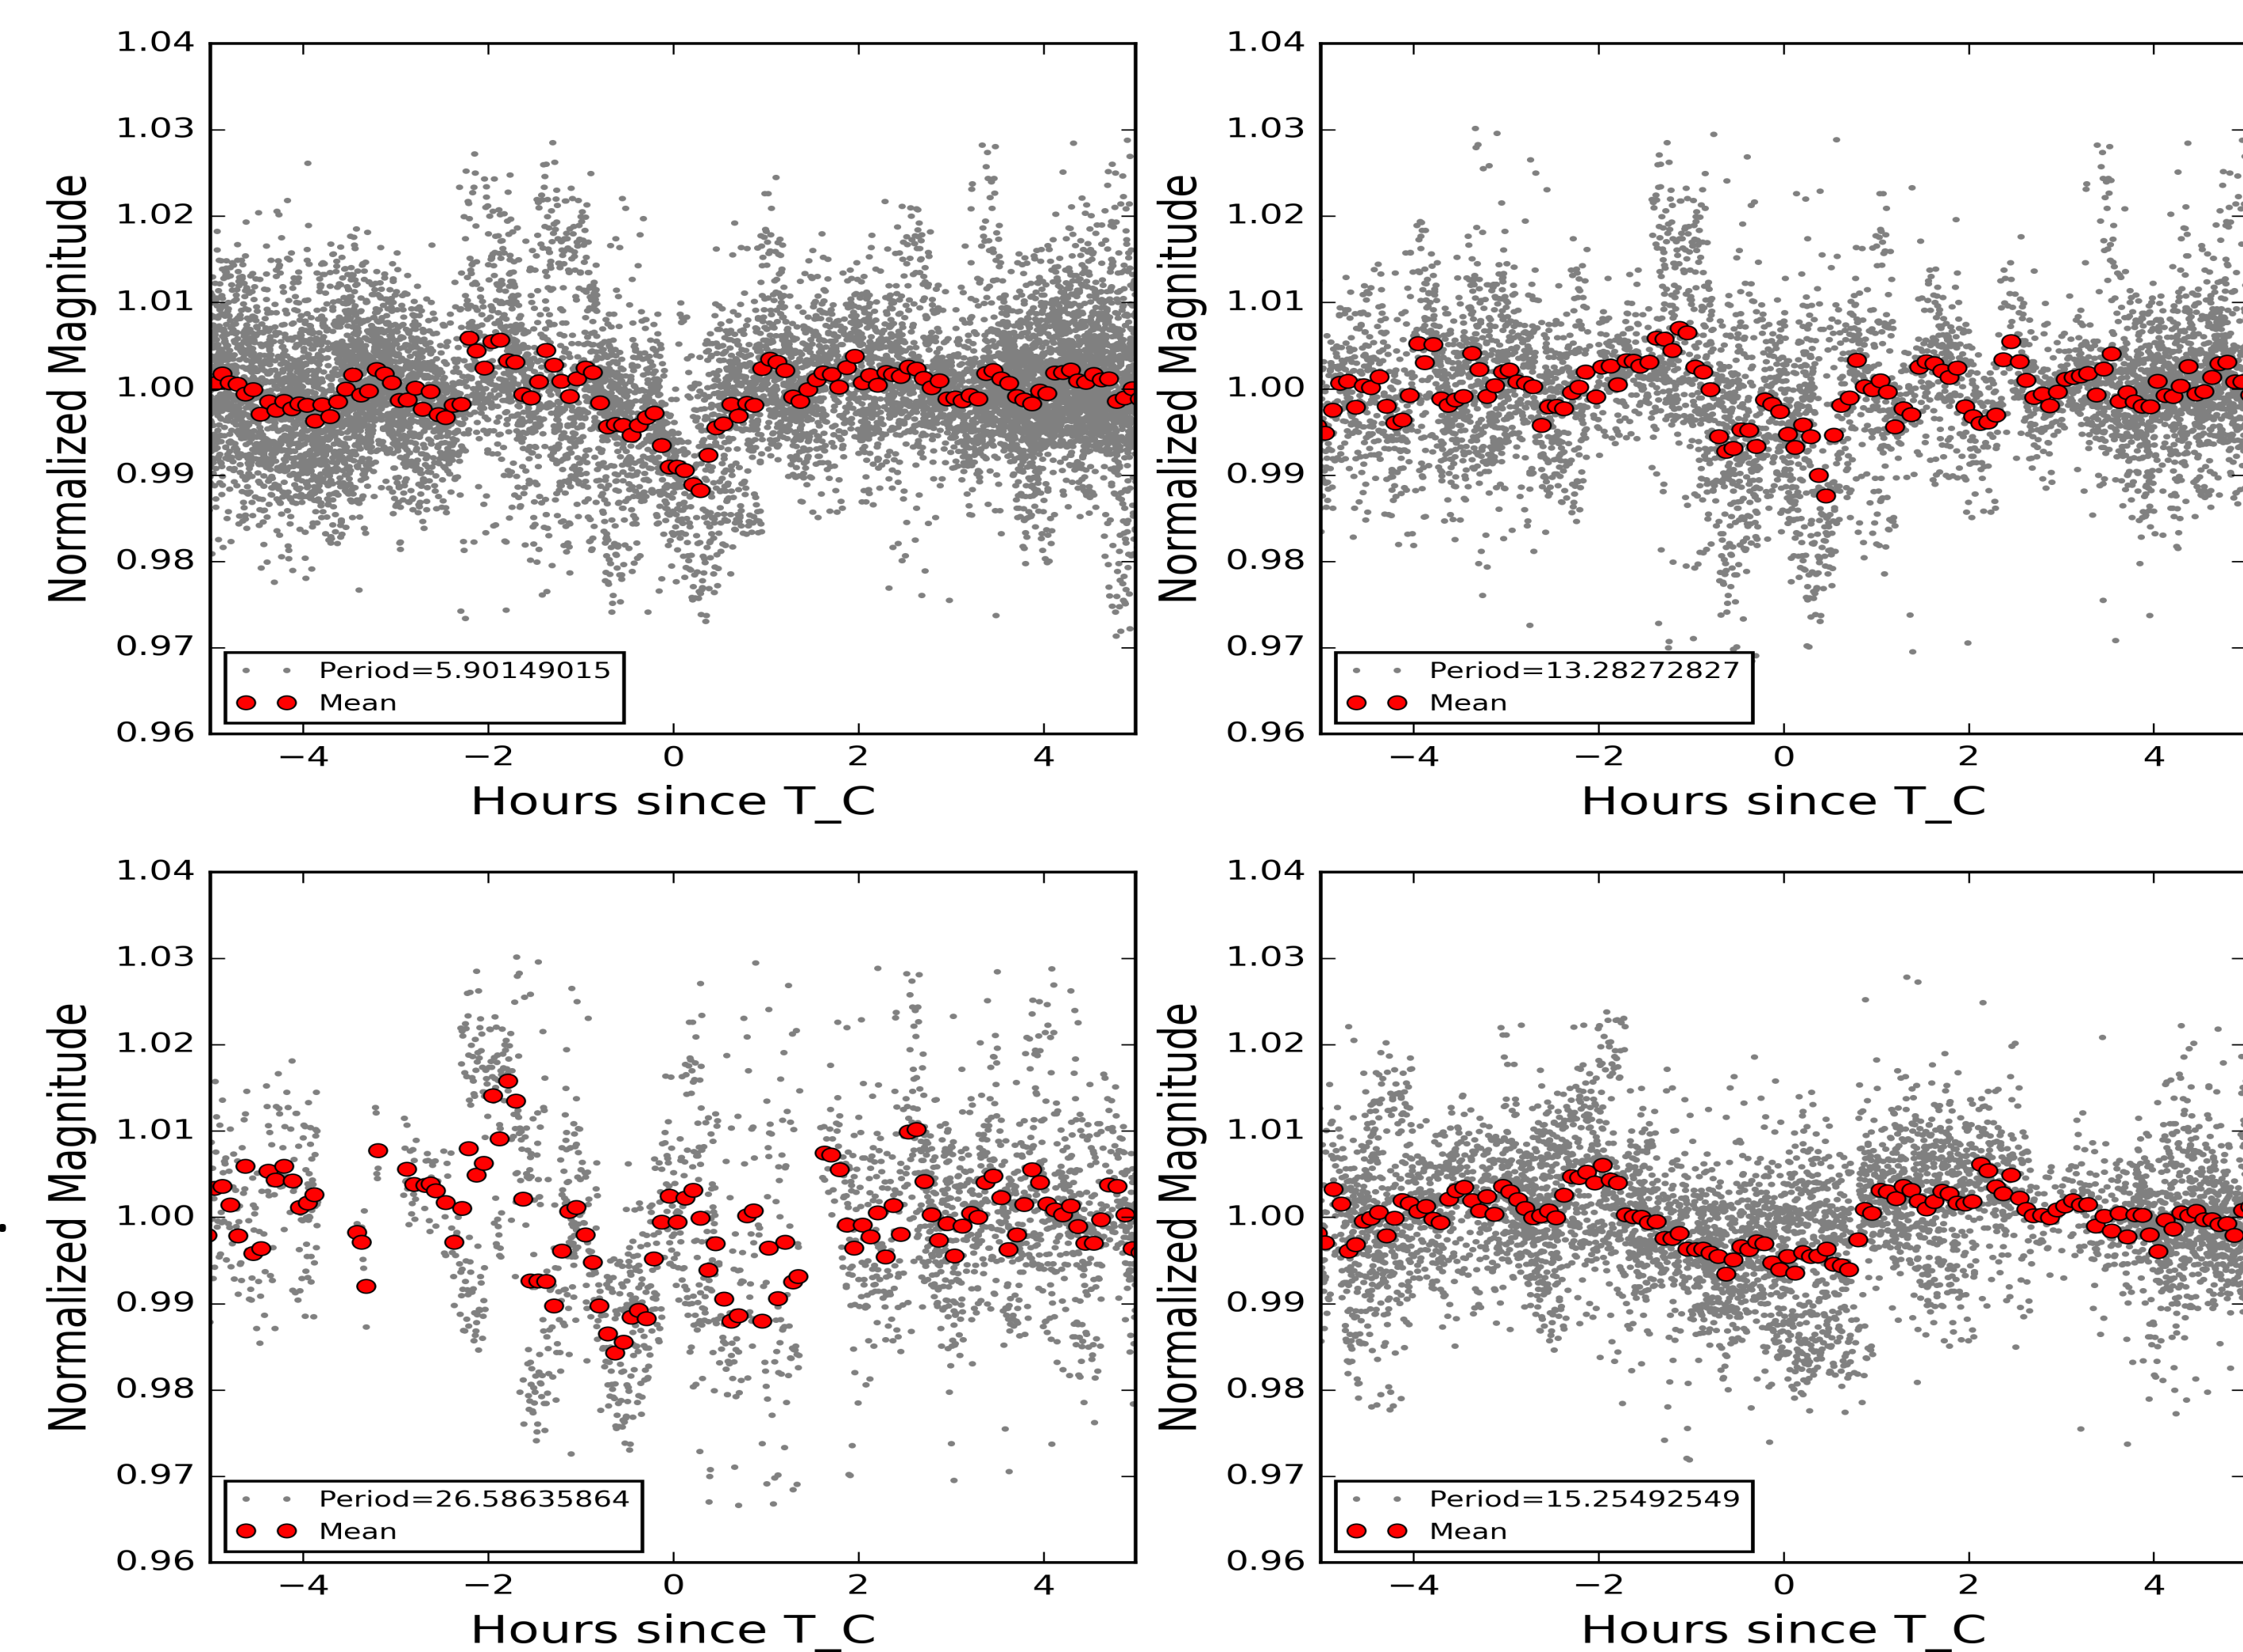 1.04
1.03
1.02
1.01
1.00
0.99
0.98
0.97
0.96
Normalized Magnitude
Period=5.90149015
Mean
−4 −2 0 2 4
Hours since T_C
1.04
1.03
1.02
1.01
1.00
0.99
0.98
0.97
0.96
Normalized Magnitude
Period=13.28272827
Mean
−4 −2 0 2 4
Hours since T_C
1.04
1.03
1.02
1.01
1.00
0.99
0.98
0.97
0.96
Normalized Magnitude
Period=26.58635864
Mean
−4 −2 0 2 4
Hours since T_C
1.04
1.03
1.02
1.01
1.00
0.99
0.98
0.97
0.96
Normalized Magnitude
Period=15.25492549
Mean
−4 −2 0 2 4
Hours since T_C